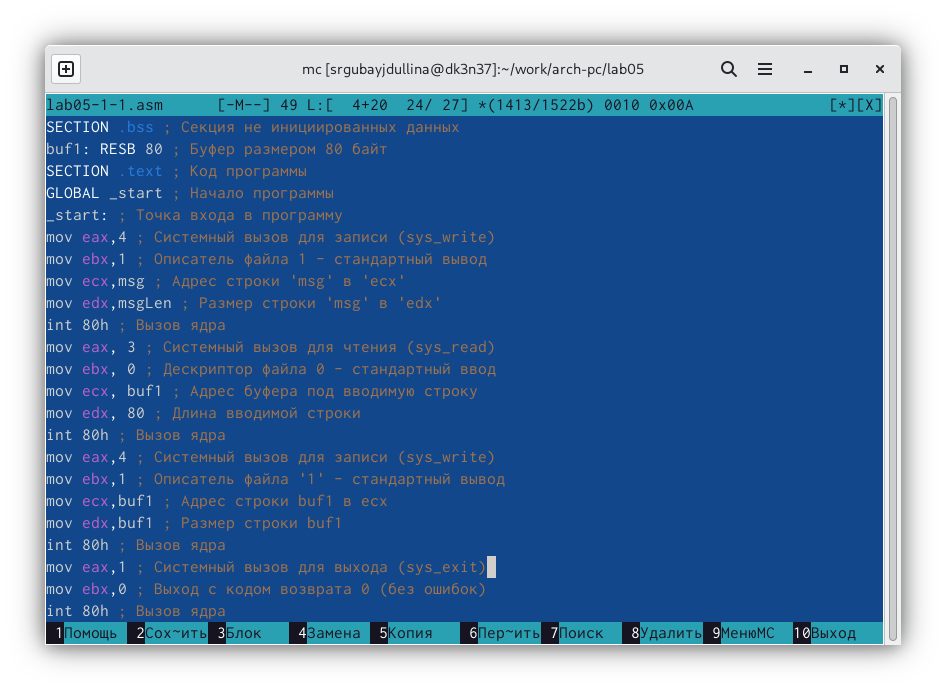 mc [srgubayjdullina@dk3n37]:~/work/arch-pc/lab05
lab05-1-1.asm      [-M--] 49 L:[  4+20  24/ 27] *(1413/1522b) 0010 0x00A      [*][X]
SECTION .bss ; Секция не инициированных данных
buf1: RESB 80 ; Буфер размером 80 байт
SECTION .text ; Код программы
GLOBAL _start ; Начало программы
_start: ; Точка входа в программу
mov eax,4 ; Системный вызов для записи (sys_write)
mov ebx,1 ; Описатель файла 1 - стандартный вывод
mov ecx,msg ; Адрес строки 'msg' в 'ecx'
mov edx,msgLen ; Размер строки 'msg' в 'edx'
int 80h ; Вызов ядра
mov eax, 3 ; Системный вызов для чтения (sys_read)
mov ebx, 0 ; Дескриптор файла 0 - стандартный ввод
mov ecx, buf1 ; Адрес буфера под вводимую строку
mov edx, 80 ; Длина вводимой строки
int 80h ; Вызов ядра
mov eax,4 ; Системный вызов для записи (sys_write)
mov ebx,1 ; Описатель файла '1' - стандартный вывод
mov ecx,buf1 ; Адрес строки buf1 в ecx
mov edx,buf1 ; Размер строки buf1
int 80h ; Вызов ядра
mov eax,1 ; Системный вызов для выхода (sys_exit)
mov ebx,0 ; Выход с кодом возврата 0 (без ошибок)
int 80h ; Вызов ядра
1Помощь 2Сох~ить 3Блок 4Замена 5Копия 6Пер~ить 7Поиск 8Удалить 9МенюMC 10Выход